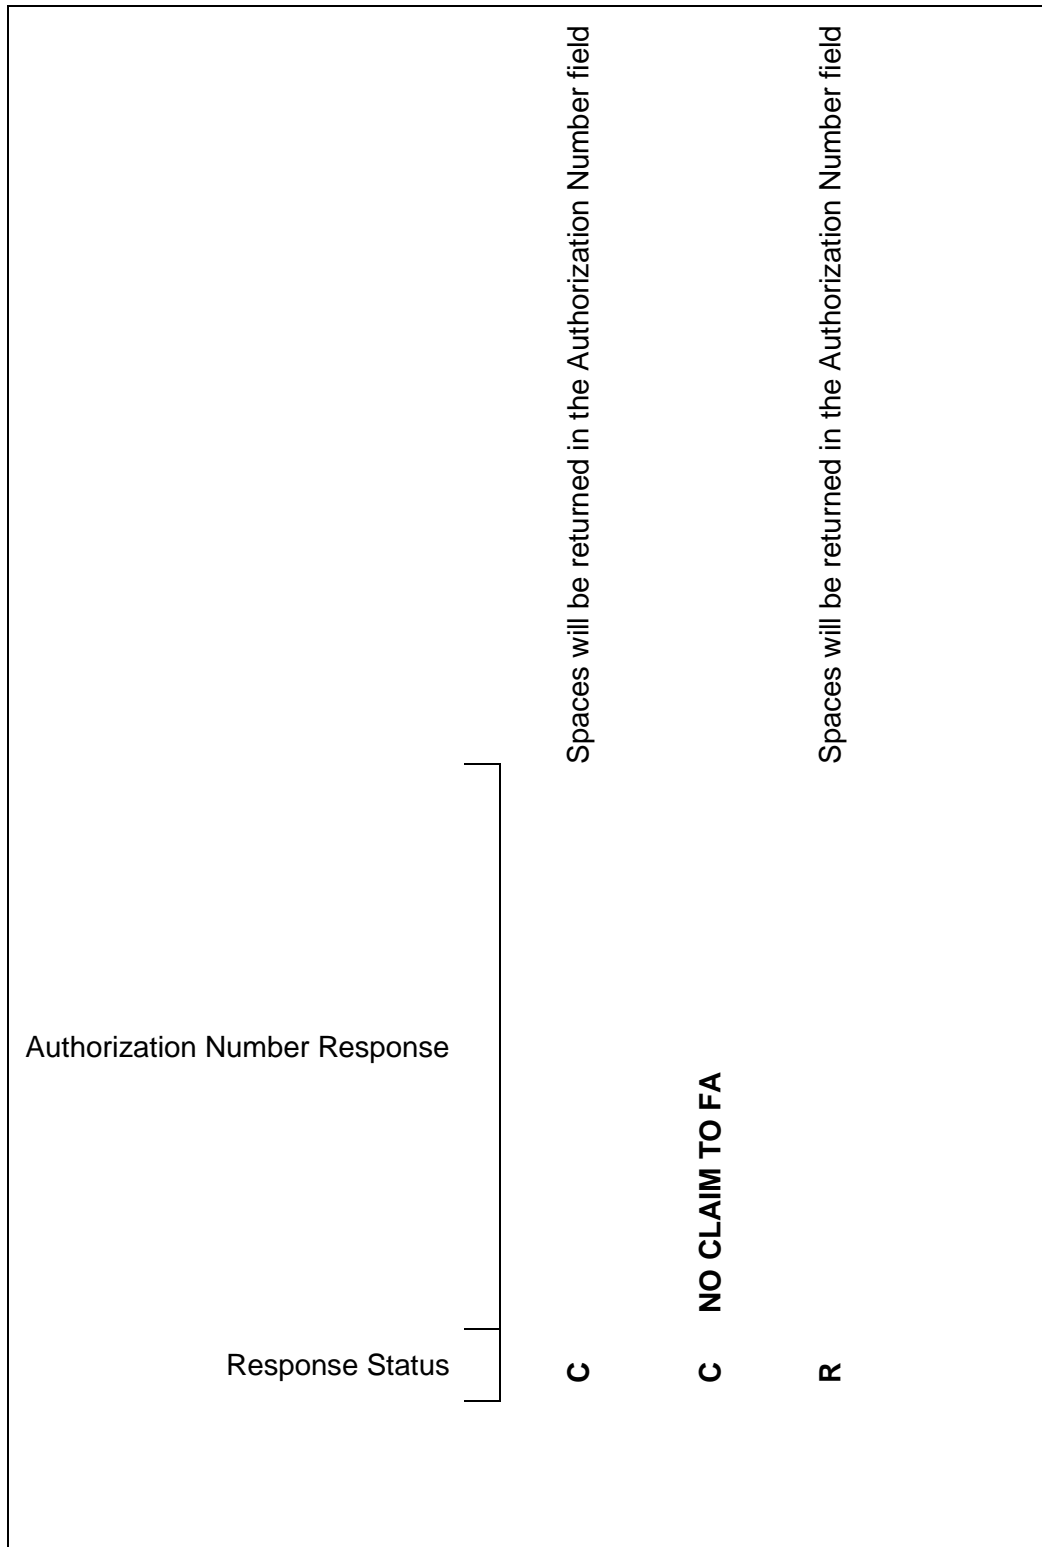 Authorization Number Response
Response Status
C Spaces will be returned in the Authorization Number field
C NO CLAIM TO FA
R Spaces will be returned in the Authorization Number field